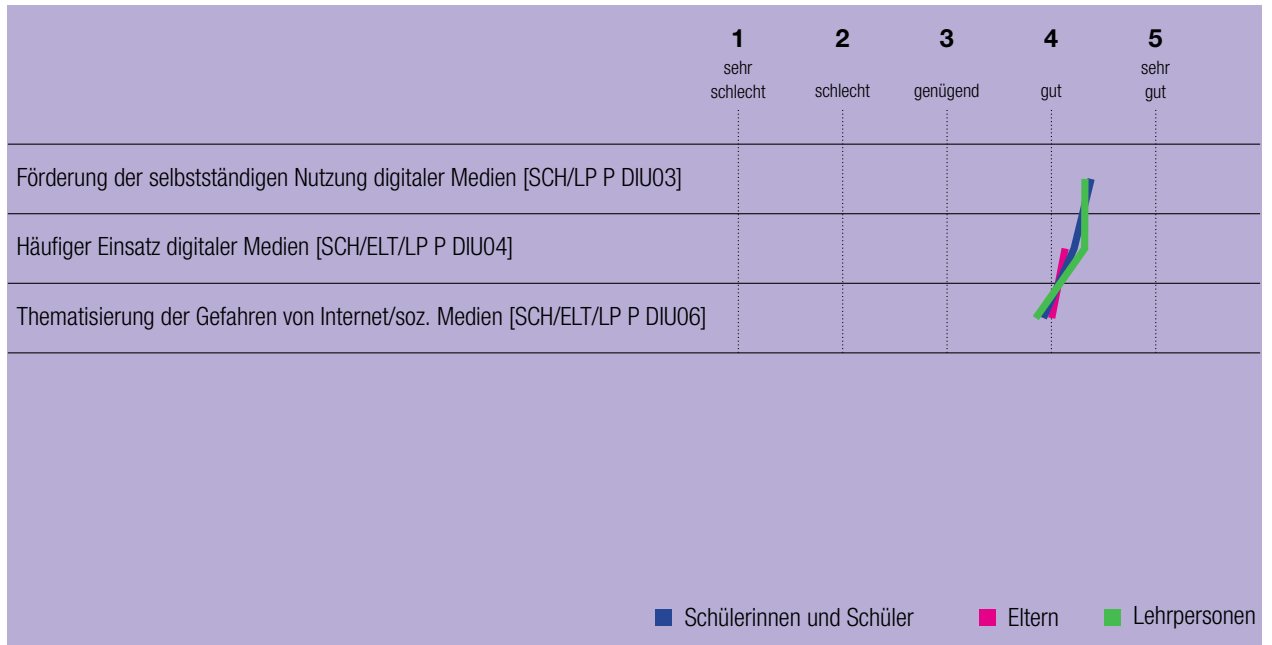 1 2 3 4 5
sehr schlecht schlecht genügend gut sehr gut
Förderung der selbstständigen Nutzung digitaler Medien [SCH/LP P DIU03]
Häufiger Einsatz digitaler Medien [SCH/ELT/LP P DIU04]
Thematisierung der Gefahren von Internet/soz. Medien [SCH/ELT/LP P DIU06]
Schülerinnen und Schüler Eltern Lehrpersonen